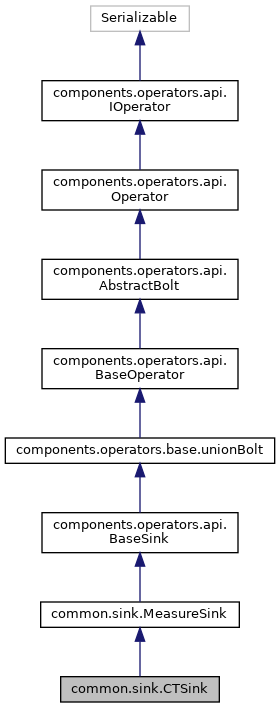 Serializable
components.operators.api.
IOperator
components.operators.api.
Operator
components.operators.api.
AbstractBolt
components.operators.api.
BaseOperator
components.operators.base.unionBolt
components.operators.api.
BaseSink
common.sink.MeasureSink
common.sink.CTSink